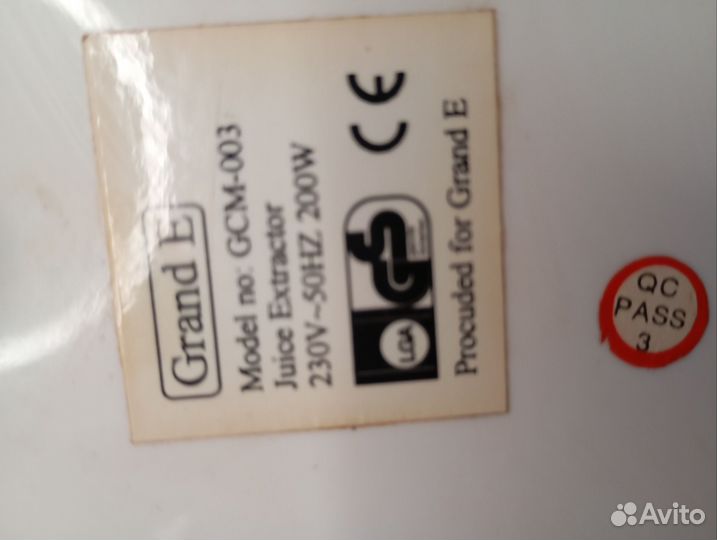 Grand E
Model no: GCM-003
Juice Extractor
230V~50HZ 200W
LGA
GS
CE
Procuded for Grand E
QC
PASS
3
Avito